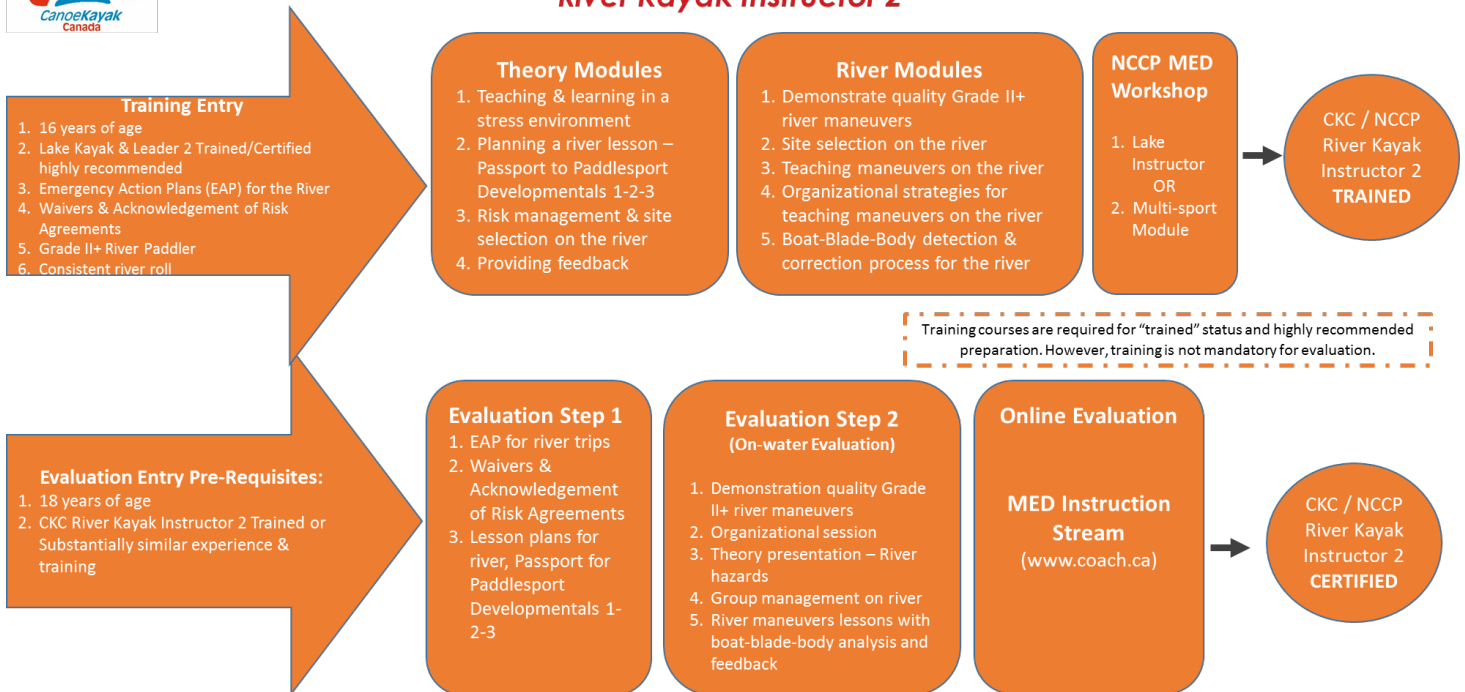 CanoeKayak
Canada
River Kayak Instructor 2
Training Entry
1. 16 years of age
2. Lake Kayak & Leader 2 Trained/Certified
highly recommended
3. Emergency Action Plans (EAP) for the River
4. Waivers & Acknowledgement of Risk
Agreements
5. Grade II+ River Paddler
6. Consistent river roll
Theory Modules
1. Teaching & learning in a
stress environment
2. Planning a river lesson –
Passport to Paddlesport
Developmentals 1-2-3
3. Risk management & site
selection on the river
4. Providing feedback
River Modules
1. Demonstrate quality Grade II+
river maneuvers
2. Site selection on the river
3. Teaching maneuvers on the river
4. Organizational strategies for
teaching maneuvers on the river
5. Boat-Blade-Body detection &
correction process for the river
NCCP MED
Workshop
1. Lake
Instructor
OR
2. Multi-sport
Module
CKC / NCCP
River Kayak
Instructor 2
TRAINED
Training courses are required for “trained” status and highly recommended
preparation. However, training is not mandatory for evaluation.
Evaluation Entry Pre-Requisites:
1. 18 years of age
2. CKC River Kayak Instructor 2 Trained or
Substantially similar experience &
training
Evaluation Step 1
1. EAP for river trips
2. Waivers &
Acknowledgement
of Risk Agreements
3. Lesson plans for
river, Passport for
Paddlesport
Developmentals 1-
2-3
Evaluation Step 2
(On-water Evaluation)
1. Demonstration quality Grade
II+ river maneuvers
2. Organizational session
3. Theory presentation – River
hazards
4. Group management on river
5. River maneuvers lessons with
boat-blade-body analysis and
feedback
Online Evaluation
MED Instruction
Stream
(www.coach.ca)
CKC / NCCP
River Kayak
Instructor 2
CERTIFIED